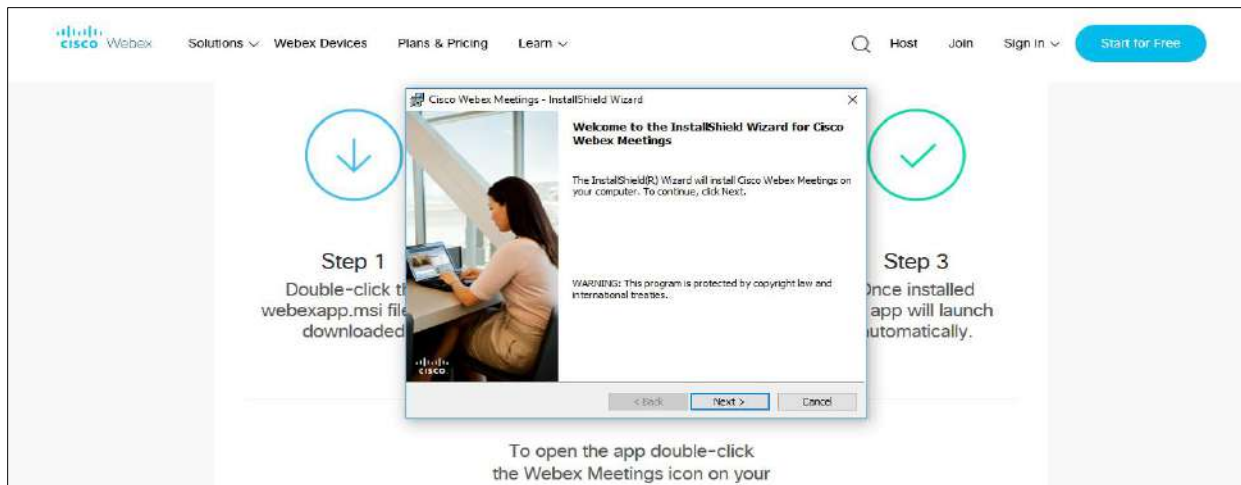 CISCO Webex
Solutions
Webex Devices
Plans & Pricing
Learn
Host
Join
Sign in
Start for Free
Cisco Webex Meetings - InstallShield Wizard
Welcome to the InstallShield Wizard for Cisco
Webex Meetings
The InstallShield(R) Wizard will install Cisco Webex Meetings on
your computer. To continue, click Next.
WARNING: This program is protected by copyright law and
international treaties.
CISCO
< Back
Next >
Cancel
Step 1
Double-click
webexapp.msi
downloaded
Step 3
installed
app will launch
To open the app double-click
the Webex Meetings icon on your